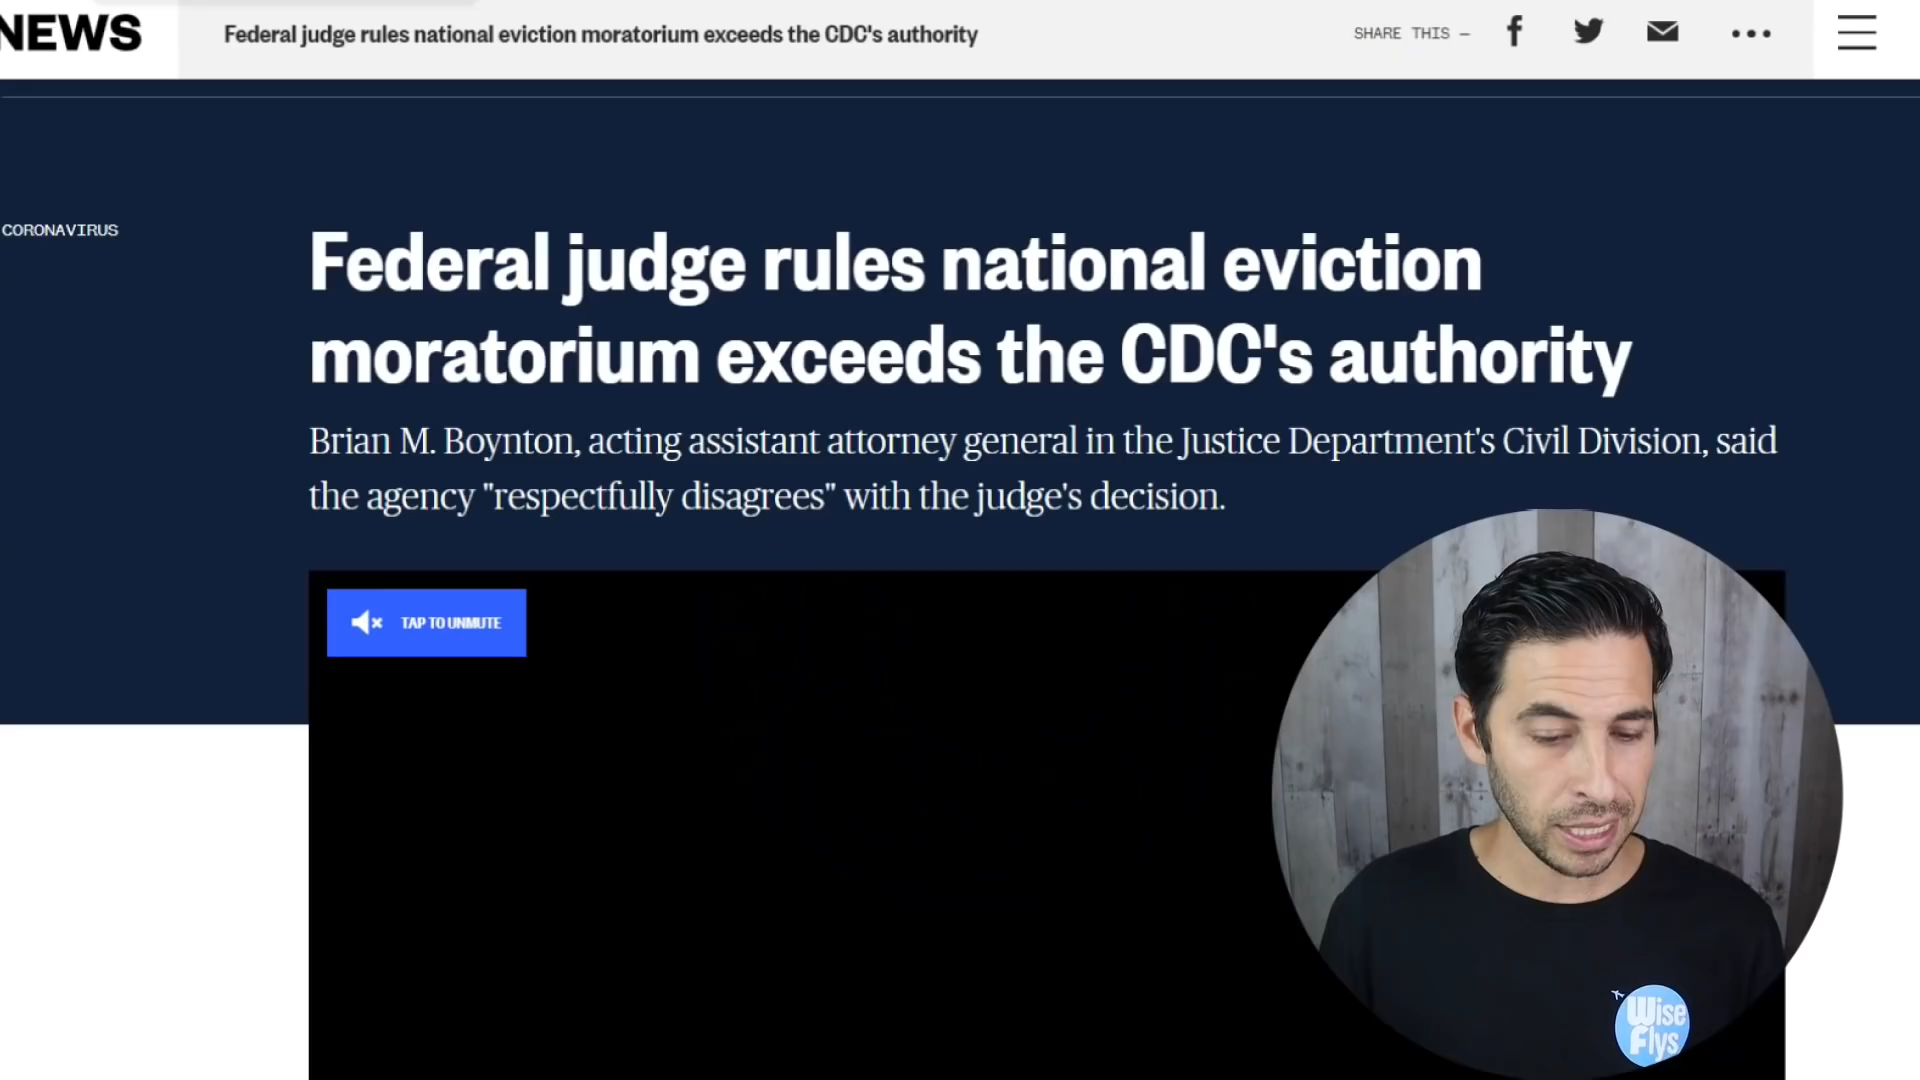 NEWS
Federal judge rules national eviction moratorium exceeds the CDC's authority
SHARE THIS —
CORONAVIRUS
Federal judge rules national eviction
moratorium exceeds the CDC's authority
Brian M. Boynton, acting assistant attorney general in the Justice Department's Civil Division, said
the agency "respectfully disagrees" with the judge's decision.
TAP TO UNMUTE
Wise
Flys